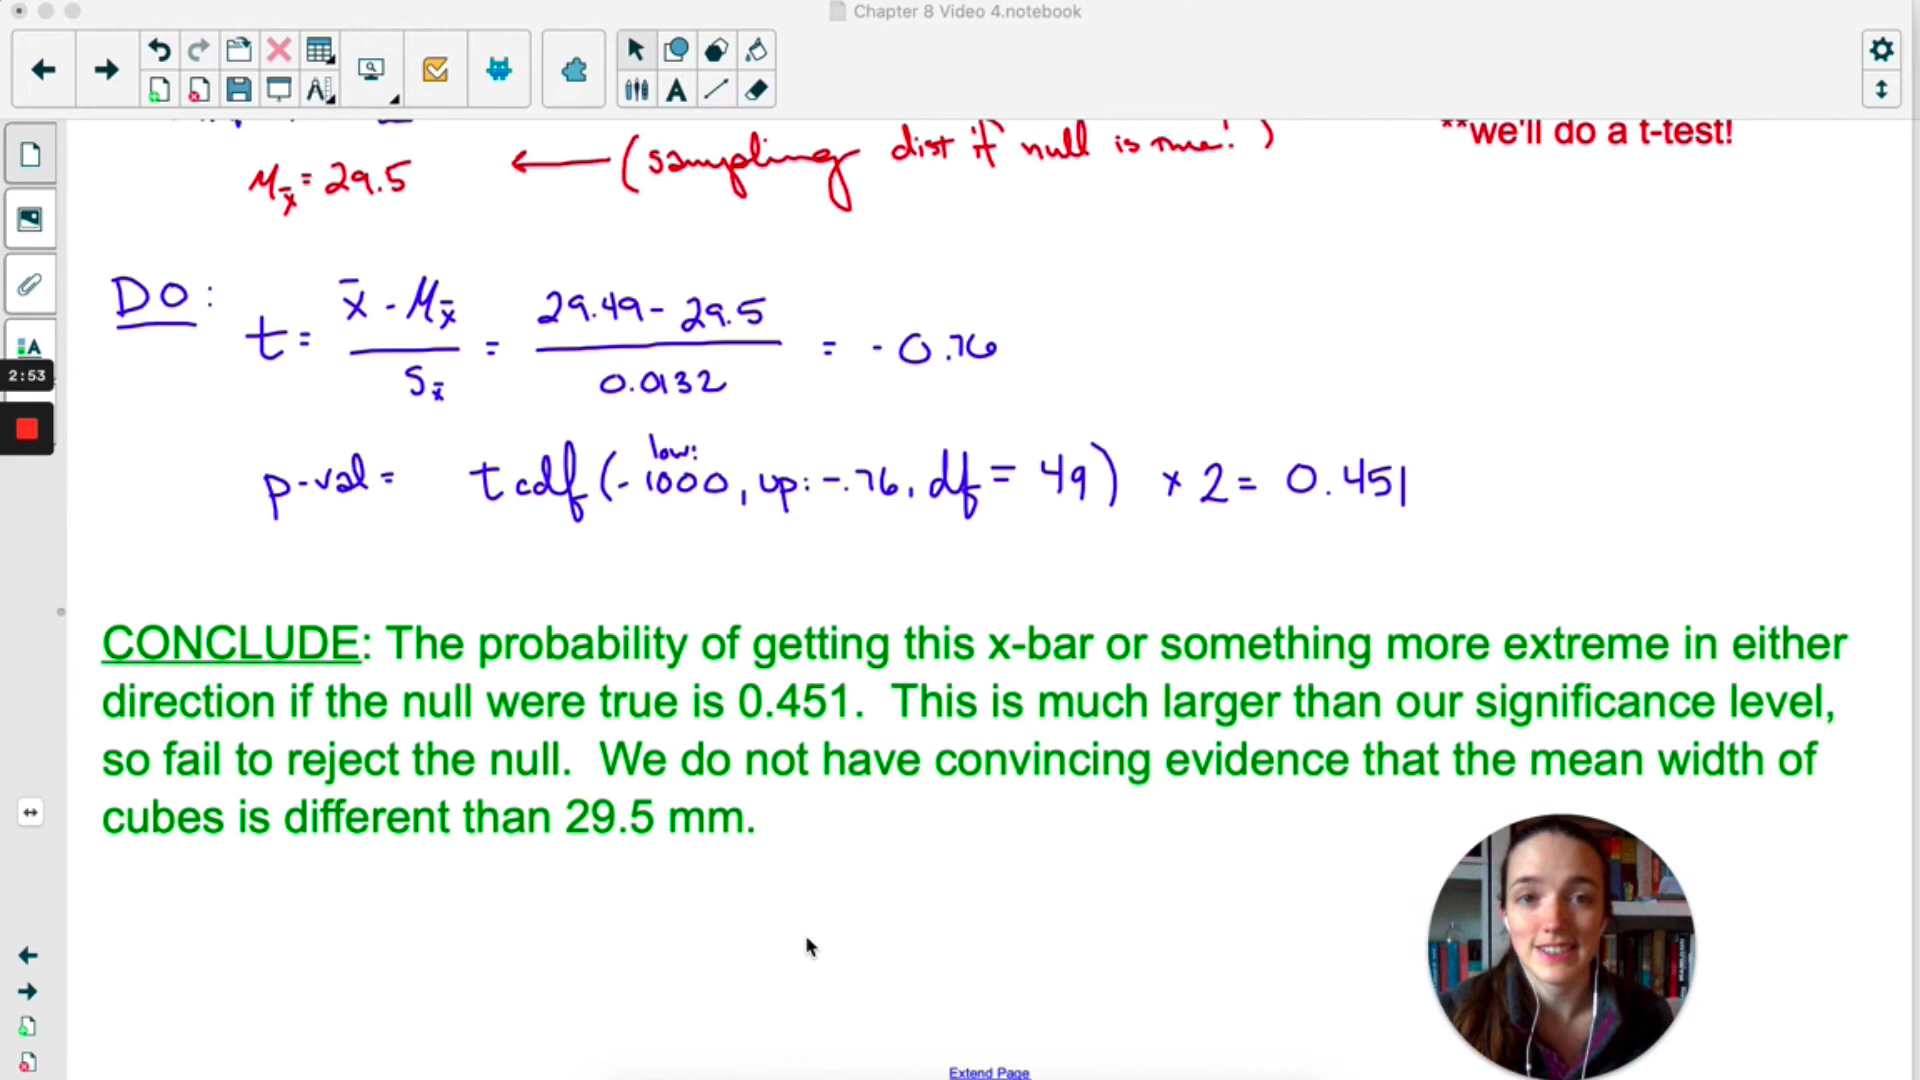 Chapter 8 Video 4.notebook
**we'll do a t-test!
μx̄ = 29.5 ← (sampling dist if null is true!)
DO:
t = x̄ - μx̄ / Sx̄ = 29.49 - 29.5 / 0.0132 = -0.76
2:53
low:
p-val = tcdf(-1000, up: -.76, df = 49) × 2 = 0.451
CONCLUDE: The probability of getting this x-bar or something more extreme in either
direction if the null were true is 0.451. This is much larger than our significance level,
so fail to reject the null. We do not have convincing evidence that the mean width of
cubes is different than 29.5 mm.
Extend Page